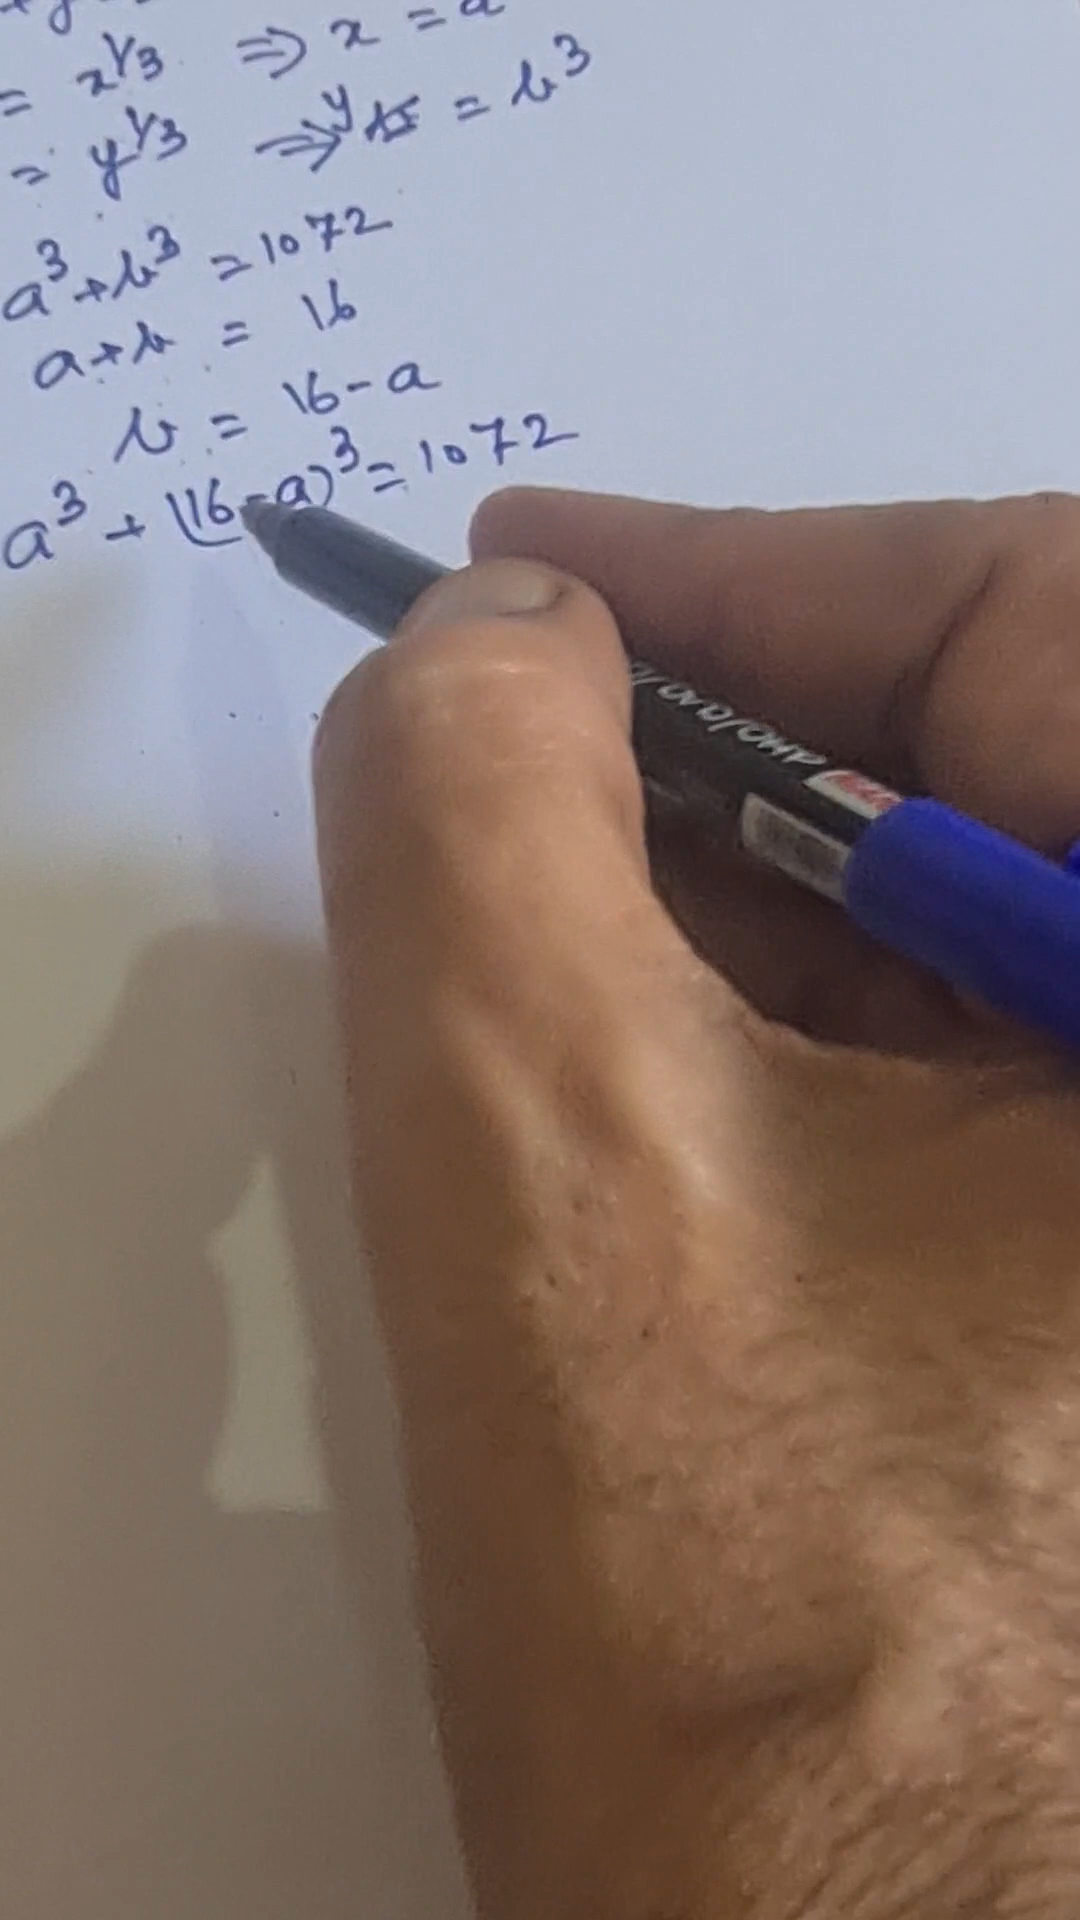 = x^1/3 ⇒ x = a
= y^1/3 ⇒ y = b^3
a^3 + b^3 = 1072
a + b = 16
b = 16 - a
a^3 + (16 - a)^3 = 1072